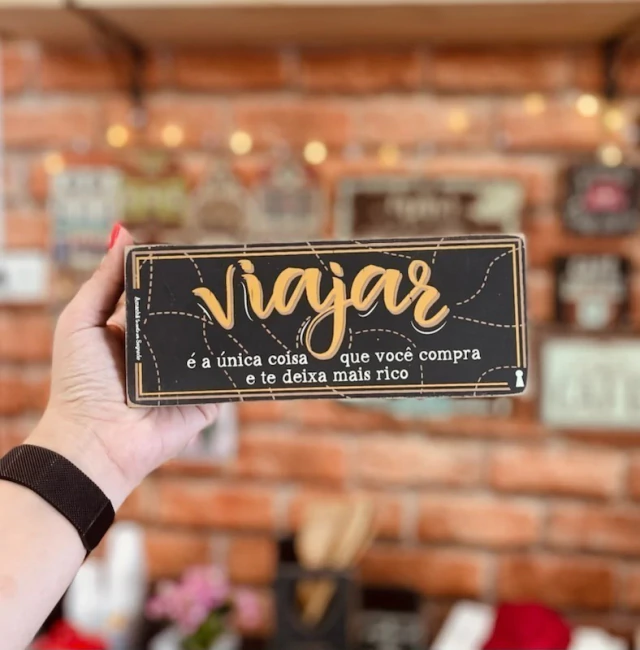 viajar
é a única coisa que você compra
e te deixa mais rico